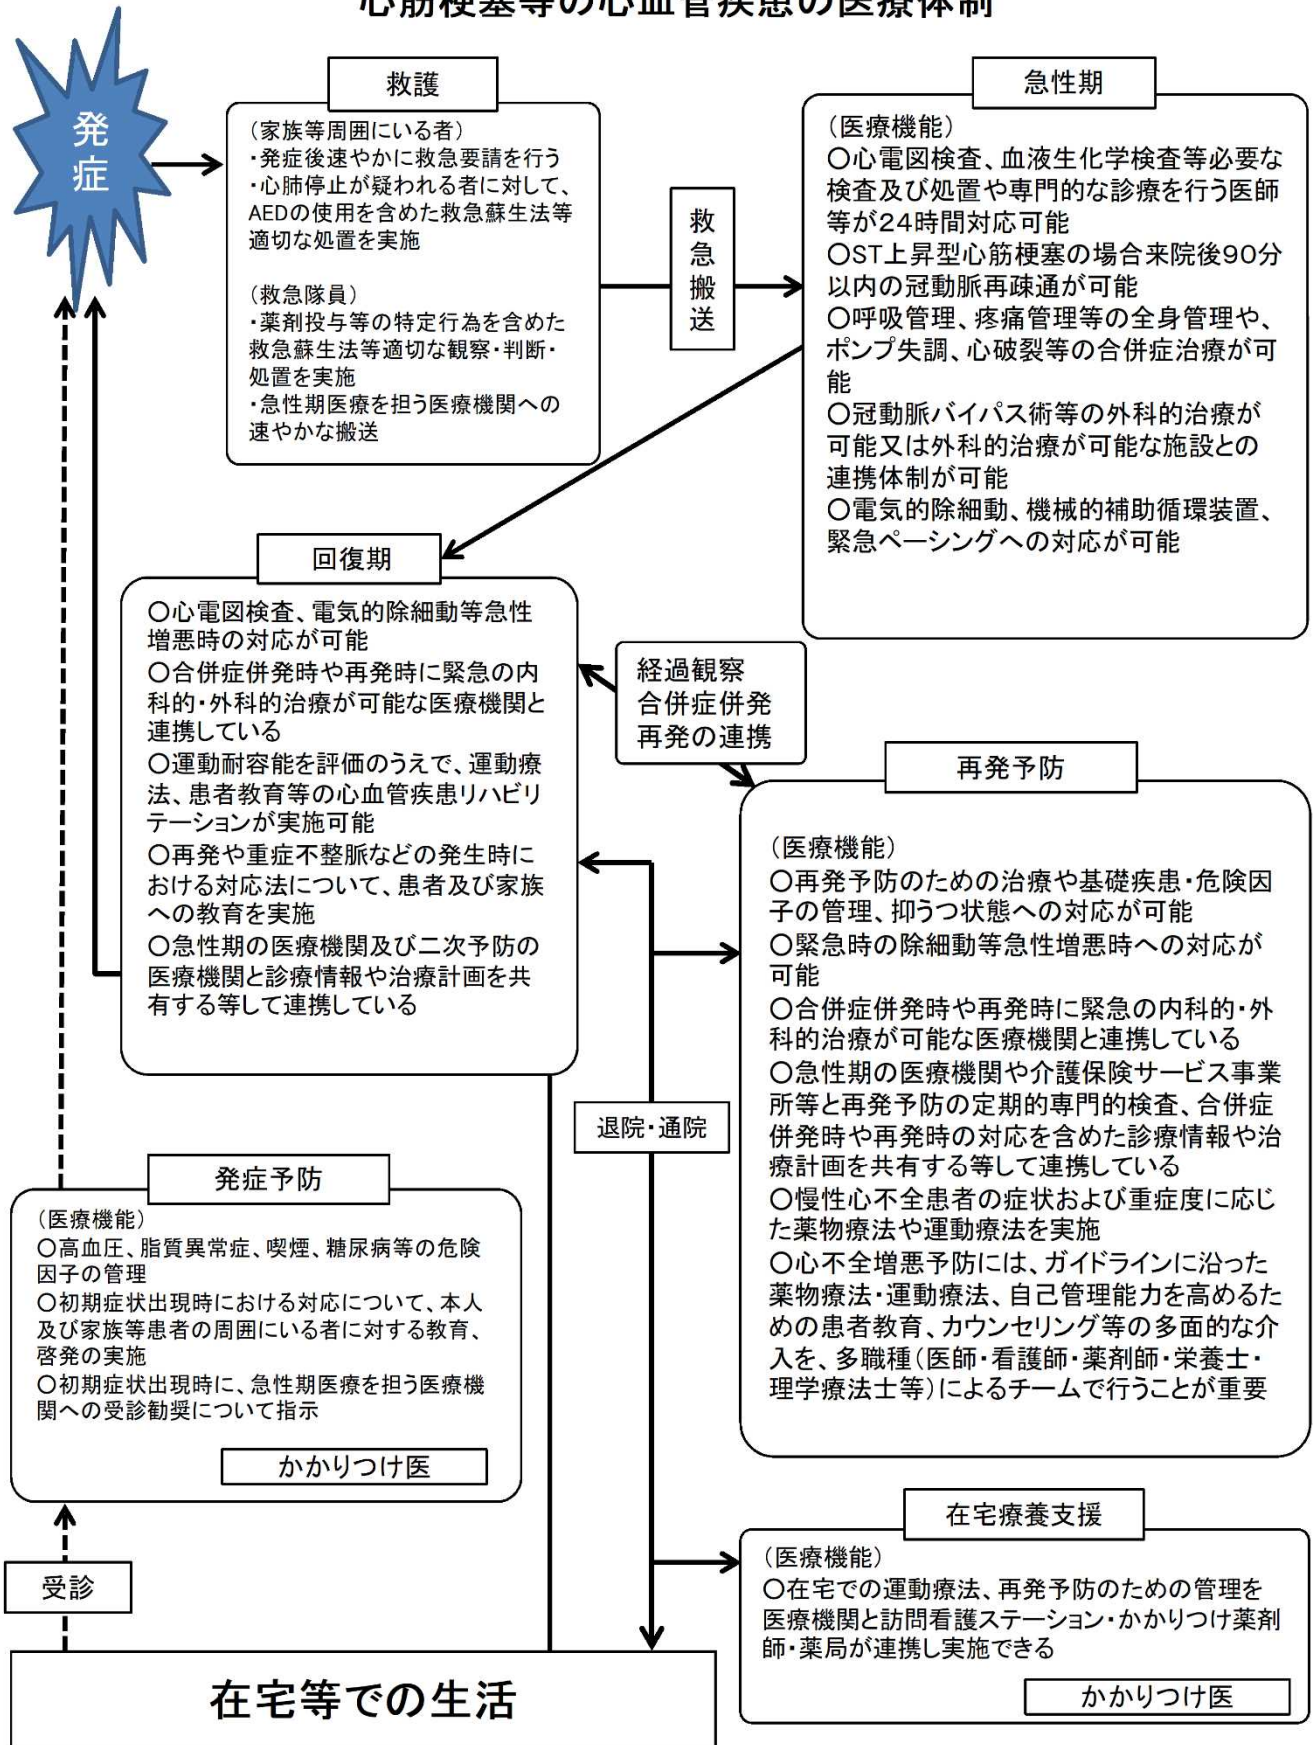 心筋梗塞等の心血管疾患の医療体制
発症
救護
（家族等周囲にいる者）
・発症後速やかに救急要請を行う
・心肺停止が疑われる者に対して、
AEDの使用を含めた救急蘇生法等
適切な処置を実施
（救急隊員）
・薬剤投与等の特定行為を含めた
救急蘇生法等適切な観察・判断・
処置を実施
・急性期医療を担う医療機関への
速やかな搬送
救急搬送
急性期
（医療機能）
○心電図検査、血液生化学検査等必要な
検査及び処置や専門的な診療を行う医師
等が24時間対応可能
○ST上昇型心筋梗塞の場合来院後90分
以内の冠動脈再疎通が可能
○呼吸管理、疼痛管理等の全身管理や、
ポンプ失調、心破裂等の合併症治療が可
能
○冠動脈バイパス術等の外科的治療が
可能又は外科的治療が可能な施設との
連携体制が可能
○電気的除細動、機械的補助循環装置、
緊急ペーシングへの対応が可能
回復期
○心電図検査、電気的除細動等急性
増悪時の対応が可能
○合併症併発時や再発時に緊急の内
科的・外科的治療が可能な医療機関と
連携している
○運動耐容能を評価のうえで、運動療
法、患者教育等の心血管疾患リハビリ
テーションが実施可能
○再発や重症不整脈などの発生時に
おける対応法について、患者及び家族
への教育を実施
○急性期の医療機関及び二次予防の
医療機関と診療情報や治療計画を共
有する等して連携している
経過観察
合併症併発
再発の連携
再発予防
（医療機能）
○再発予防のための治療や基礎疾患・危険因
子の管理、抑うつ状態への対応が可能
○緊急時の除細動等急性増悪時への対応が
可能
○合併症併発時や再発時に緊急の内科的・外
科的治療が可能な医療機関と連携している
○急性期の医療機関や介護保険サービス事業
所等と再発予防の定期的専門的検査、合併症
併発時や再発時の対応を含めた診療情報や治
療計画を共有する等して連携している
○慢性心不全患者の症状および重症度に応じ
た薬物療法や運動療法を実施
○心不全増悪予防には、ガイドラインに沿った
薬物療法・運動療法、自己管理能力を高めるた
めの患者教育、カウンセリング等の多面的な介
入を、多職種（医師・看護師・薬剤師・栄養士・
理学療法士等）によるチームで行うことが重要
退院・通院
発症予防
（医療機能）
○高血圧、脂質異常症、喫煙、糖尿病等の危険
因子の管理
○初期症状出現時における対応について、本人
及び家族等患者の周囲にいる者に対する教育、
啓発の実施
○初期症状出現時に、急性期医療を担う医療機
関への受診勧奨について指示
かかりつけ医
受診
在宅療養支援
（医療機能）
○在宅での運動療法、再発予防のための管理を
医療機関と訪問看護ステーション・かかりつけ薬剤
師・薬局が連携し実施できる
かかりつけ医
在宅等での生活